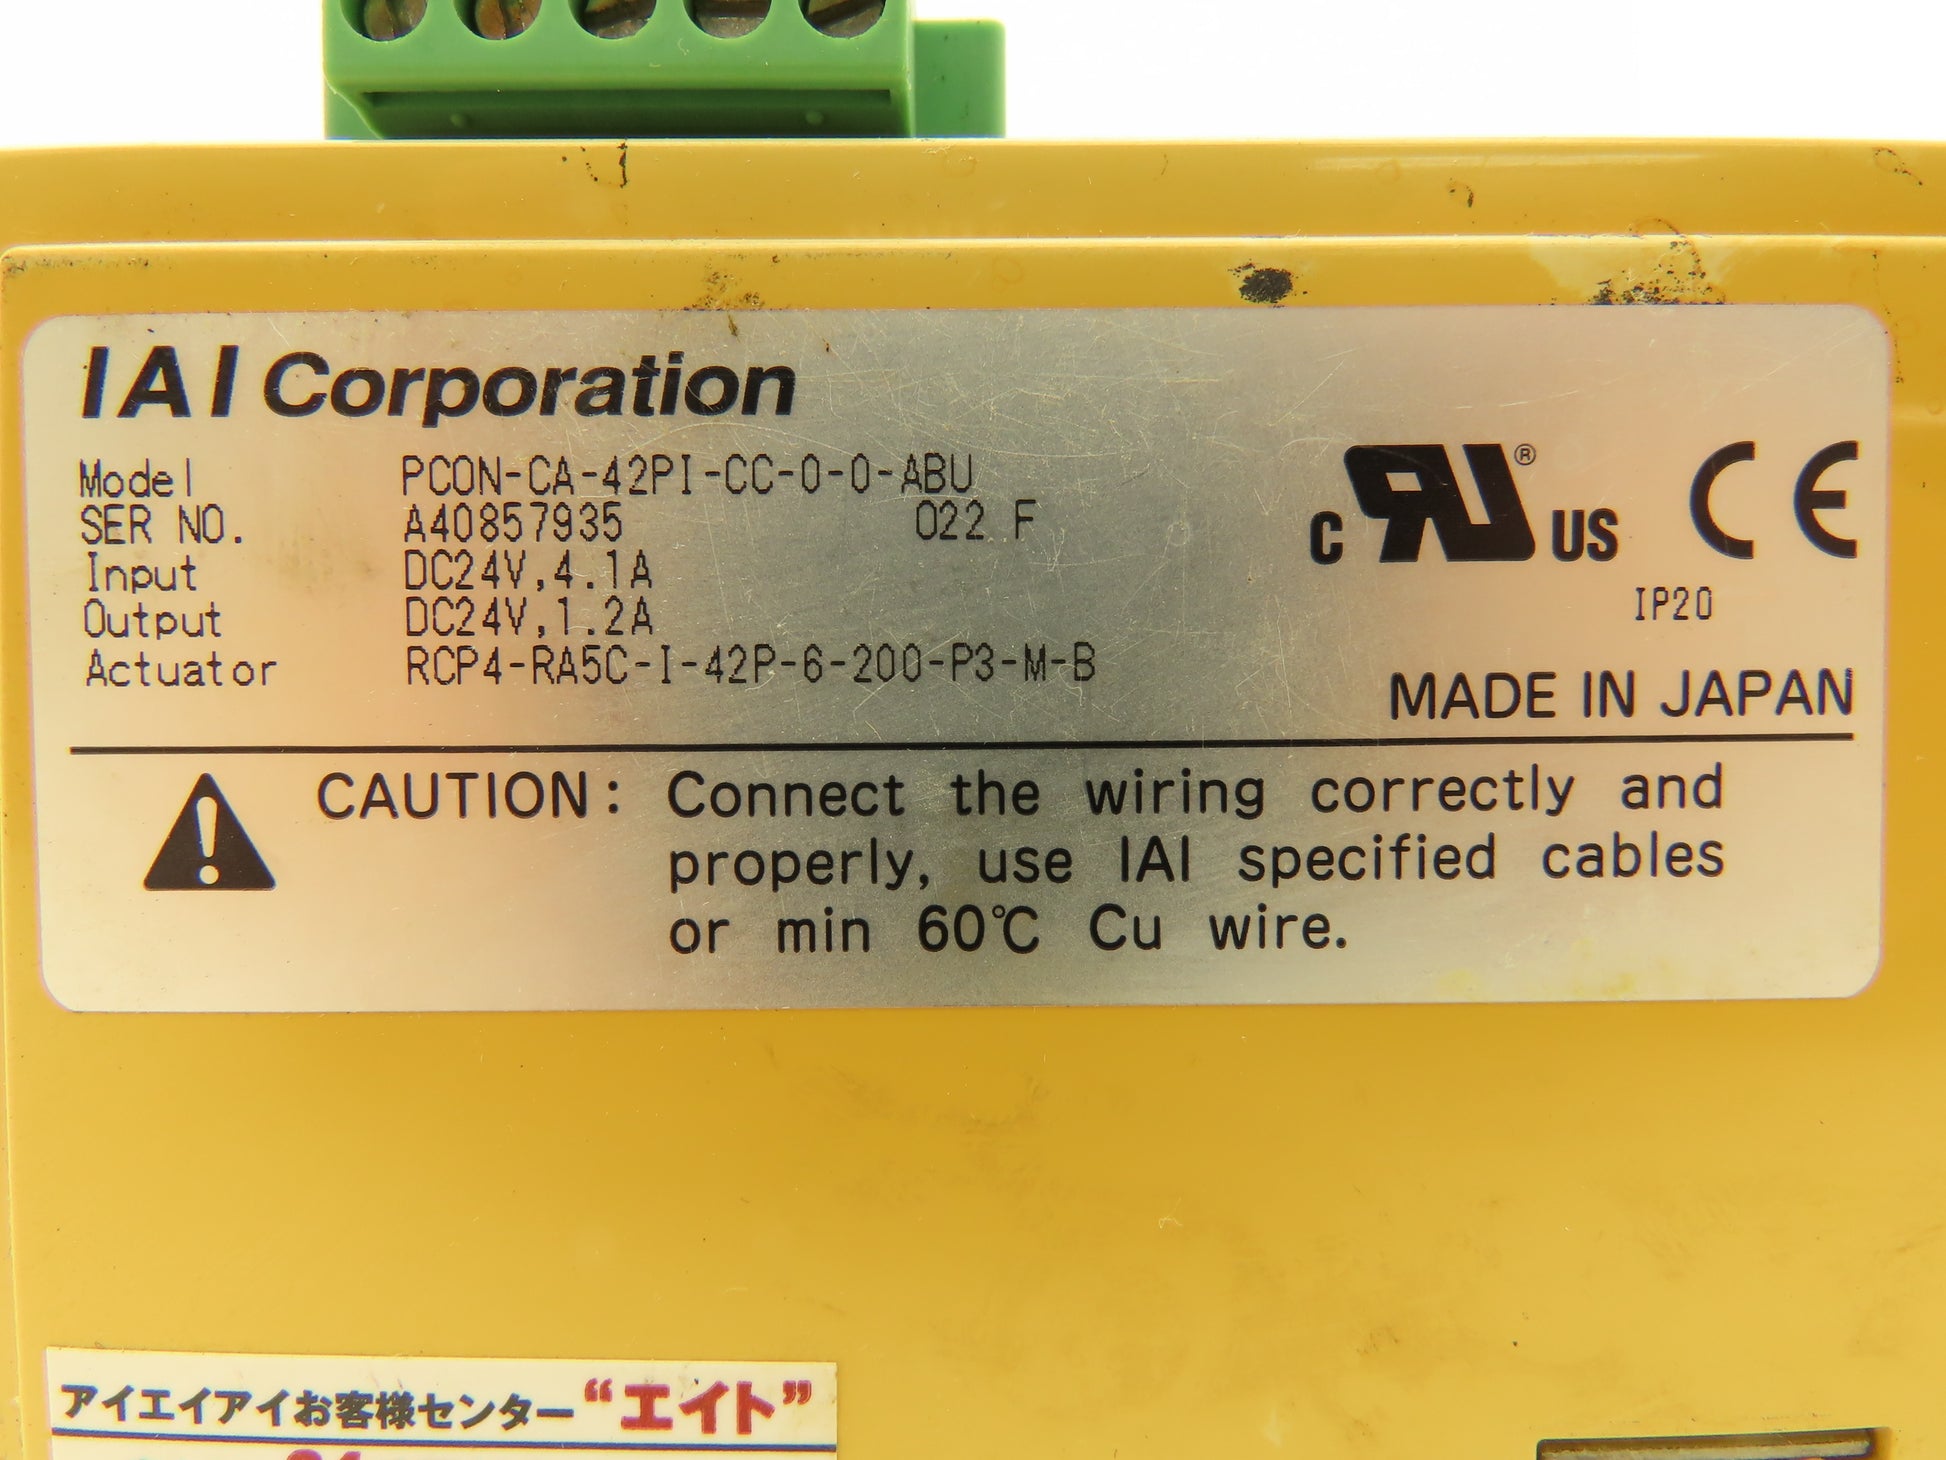 IAI Corporation
Model PCON-CA-42PI-CC-0-0-ABU
SER NO. A40857935 022 F
Input DC24V,4.1A
Output DC24V,1.2A
Actuator RCP4-RA5C-I-42P-6-200-P3-M-B
c RU ® US CE
IP20
MADE IN JAPAN
CAUTION: Connect the wiring correctly and
properly, use IAI specified cables
or min 60℃ Cu wire.
アイエイアイお客様センター “エイト”